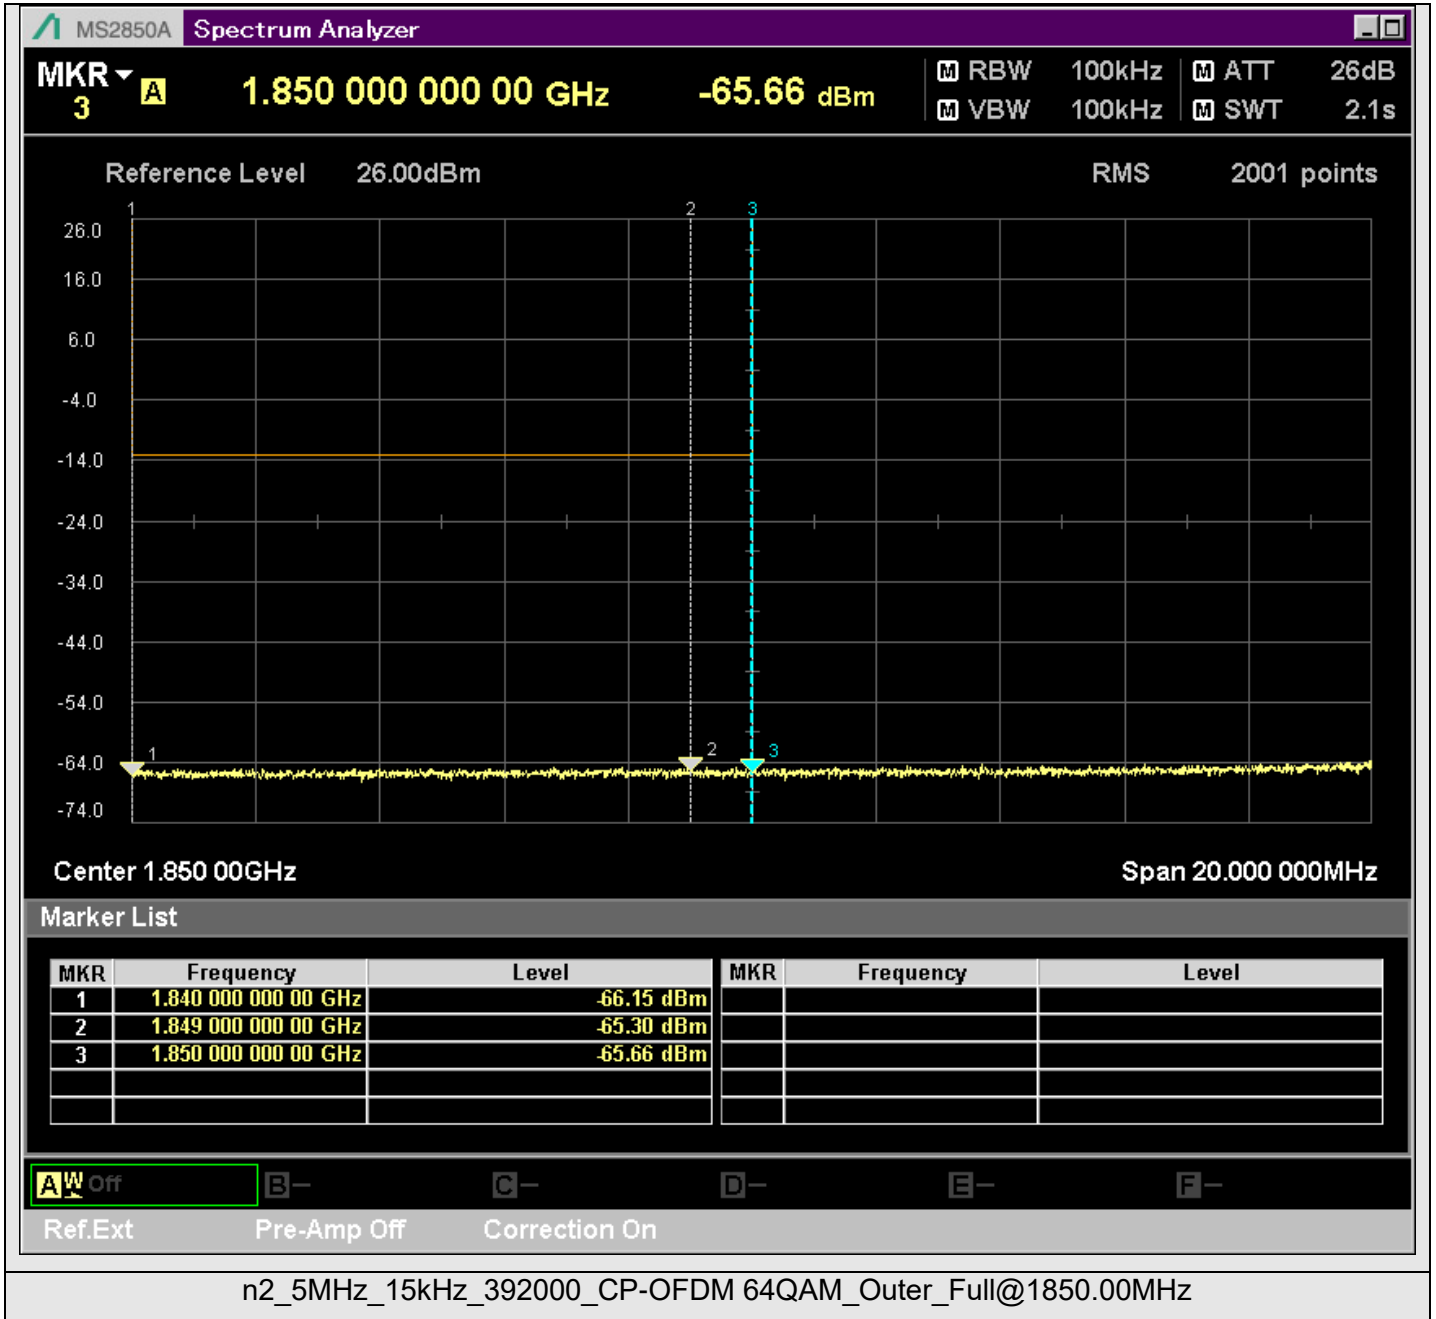 MS2850A Spectrum Analyzer
MKR 3 A 1.850 000 000 00 GHz -65.66 dBm
M RBW 100kHz M ATT 26dB
M VBW 100kHz M SWT 2.1s
Reference Level 26.00dBm RMS 2001 points
1 2 3
26.0
16.0
6.0
-4.0
-14.0
-24.0
-34.0
-44.0
-54.0
-64.0
-74.0
1 2 3
Center 1.850 00GHz Span 20.000 000MHz
Marker List
MKR Frequency Level MKR Frequency Level
1 1.840 000 000 00 GHz -66.15 dBm
2 1.849 000 000 00 GHz -65.30 dBm
3 1.850 000 000 00 GHz -65.66 dBm
A W Off B- C- D- E- F-
Ref.Ext Pre-Amp Off Correction On
n2_5MHz_15kHz_392000_CP-OFDM 64QAM_Outer_Full@1850.00MHz